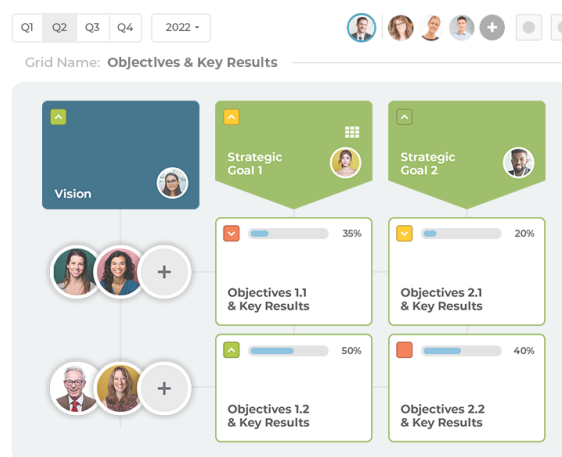 Q1 Q2 Q3 Q4 2022
Grid Name: Objectives & Key Results
Vision
Strategic
Goal 1
Strategic
Goal 2
35%
Objectives 1.1
& Key Results
20%
Objectives 2.1
& Key Results
50%
Objectives 1.2
& Key Results
40%
Objectives 2.2
& Key Results